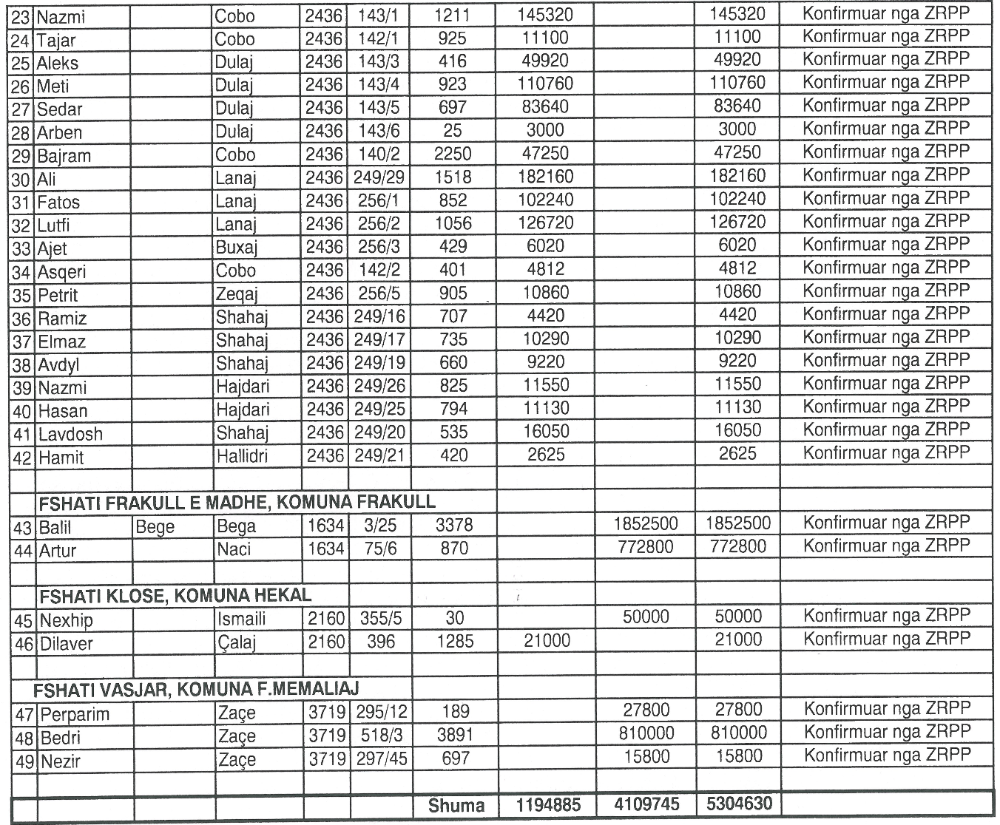 23 Nazmi Cobo 2436 143/1 1211 145320 145320 Konfirmuar nga ZRPP
24 Tajar Cobo 2436 142/1 925 11100 11100 Konfirmuar nga ZRPP
25 Aleks Dulaj 2436 143/3 416 49920 49920 Konfirmuar nga ZRPP
26 Meti Dulaj 2436 143/4 923 110760 110760 Konfirmuar nga ZRPP
27 Sedar Dulaj 2436 143/5 697 83640 83640 Konfirmuar nga ZRPP
28 Arben Dulaj 2436 143/6 25 3000 3000 Konfirmuar nga ZRPP
29 Bajram Cobo 2436 140/2 2250 47250 47250 Konfirmuar nga ZRPP
30 Ali Lanaj 2436 249/29 1518 182160 182160 Konfirmuar nga ZRPP
31 Fatos Lanaj 2436 256/1 852 102240 102240 Konfirmuar nga ZRPP
32 Lutfi Lanaj 2436 256/2 1056 126720 126720 Konfirmuar nga ZRPP
33 Ajet Buxaj 2436 256/3 429 6020 6020 Konfirmuar nga ZRPP
34 Asqeri Cobo 2436 142/2 401 4812 4812 Konfirmuar nga ZRPP
35 Petrit Zeqaj 2436 256/5 905 10860 10860 Konfirmuar nga ZRPP
36 Ramiz Shahaj 2436 249/16 707 4420 4420 Konfirmuar nga ZRPP
37 Elmaz Shahaj 2436 249/17 735 10290 10290 Konfirmuar nga ZRPP
38 Avdyl Shahaj 2436 249/19 660 9220 9220 Konfirmuar nga ZRPP
39 Nazmi Hajdari 2436 249/26 825 11550 11550 Konfirmuar nga ZRPP
40 Hasan Hajdari 2436 249/25 794 11130 11130 Konfirmuar nga ZRPP
41 Lavdosh Shahaj 2436 249/20 535 16050 16050 Konfirmuar nga ZRPP
42 Hamit Hallidri 2436 249/21 420 2625 2625 Konfirmuar nga ZRPP
FSHATI FRAKULL E MADHE, KOMUNA FRAKULL
43 Balil Bege Bega 1634 3/25 3378 1852500 1852500 Konfirmuar nga ZRPP
44 Artur Naci 1634 75/6 870 772800 772800 Konfirmuar nga ZRPP
FSHATI KLOSE, KOMUNA HEKAL
45 Nexhip Ismaili 2160 355/5 30 50000 50000 Konfirmuar nga ZRPP
46 Dilaver Çalaj 2160 396 1285 21000 21000 Konfirmuar nga ZRPP
FSHATI VASJAR, KOMUNA F.MEMALIAJ
47 Perparim Zaçe 3719 295/12 189 27800 27800 Konfirmuar nga ZRPP
48 Bedri Zaçe 3719 518/3 3891 810000 810000 Konfirmuar nga ZRPP
49 Nezir Zaçe 3719 297/45 697 15800 15800 Konfirmuar nga ZRPP
Shuma 1194885 4109745 5304630